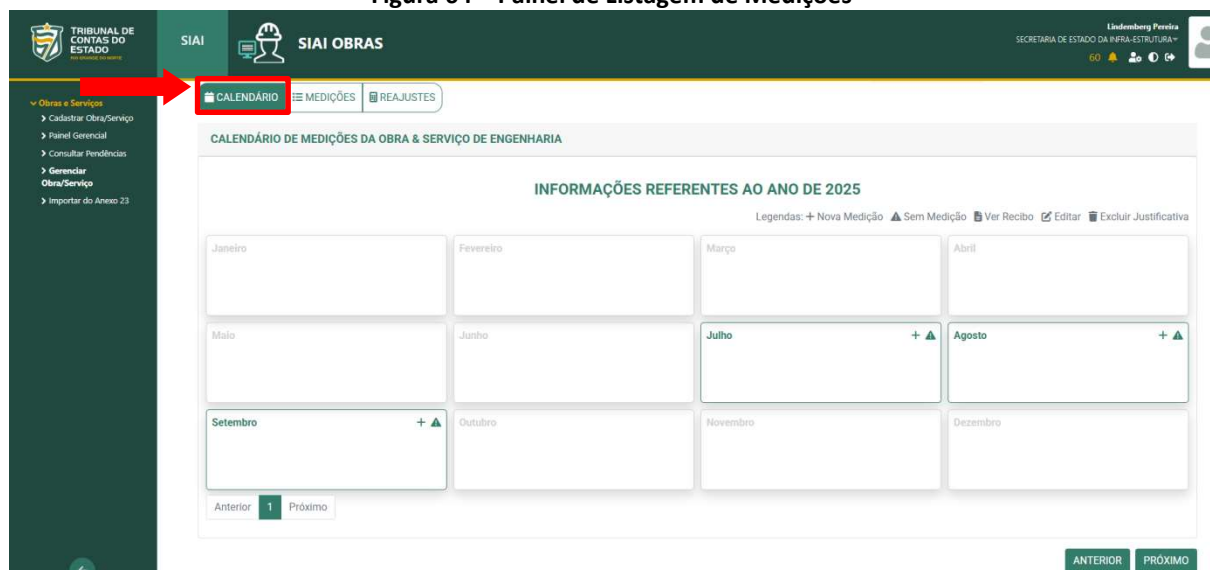 Figura 64 – Painel de Listagem de Medições
TRIBUNAL DE
CONTAS DO
ESTADO
SIAI
SIAI OBRAS
Lindemberg Pereira
SECRETARIA DE ESTADO DA INFRA-ESTRUTURA
60
Obras e Serviços
Cadastrar Obra/Serviço
Painel Gerencial
Consultar Pendências
Gerenciar
Obra/Serviço
Importar do Anexo 23
CALENDÁRIO MEDIÇÕES REAJUSTES
CALENDÁRIO DE MEDIÇÕES DA OBRA & SERVIÇO DE ENGENHARIA
INFORMAÇÕES REFERENTES AO ANO DE 2025
Legendas: + Nova Medição Sem Medição Ver Recibo Editar Excluir Justificativa
Janeiro Fevereiro Março Abril
Maio Junho Julho + Agosto +
Setembro + Outubro Novembro Dezembro
Anterior 1 Próximo
ANTERIOR PRÓXIMO